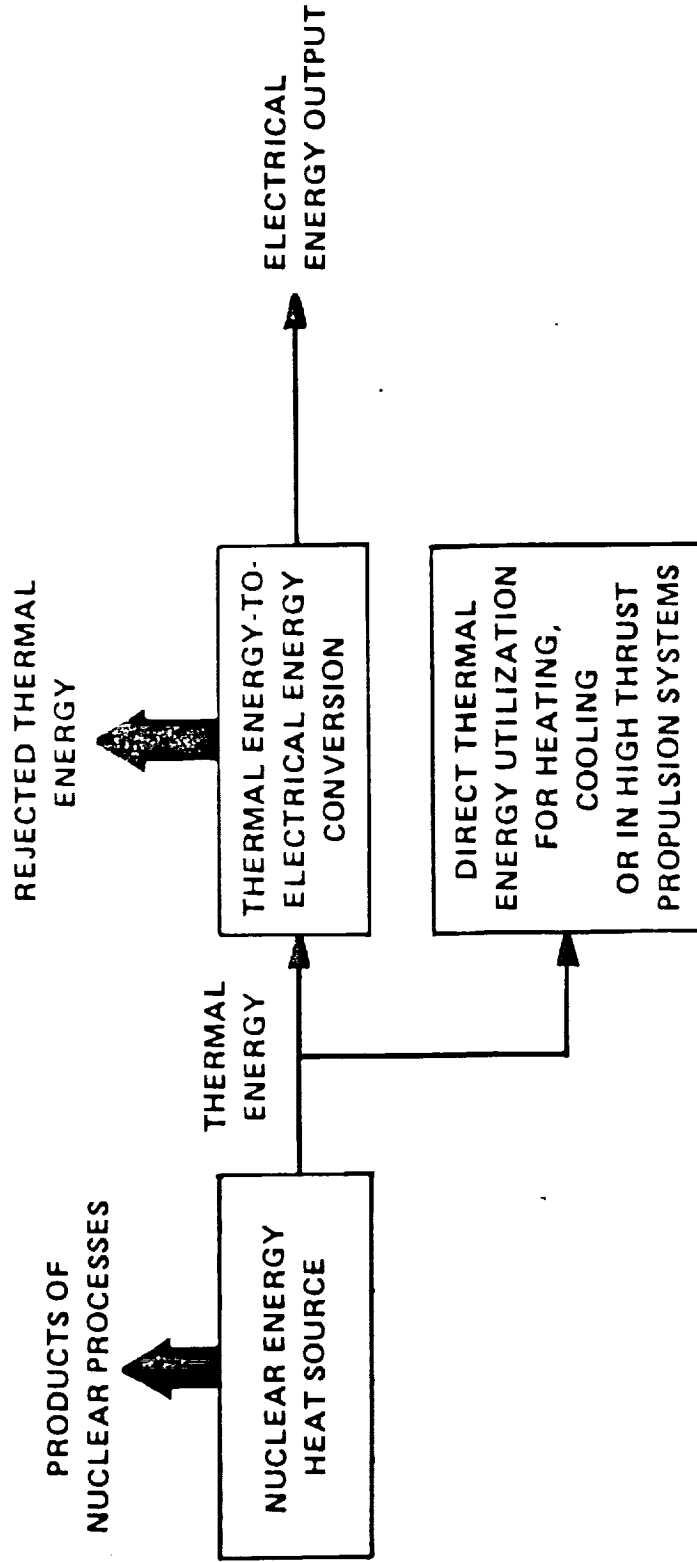 PRODUCTS OF
NUCLEAR PROCESSES
NUCLEAR ENERGY
HEAT SOURCE
THERMAL
ENERGY
REJECTED THERMAL
ENERGY
THERMAL ENERGY-TO-
ELECTRICAL ENERGY
CONVERSION
ELECTRICAL
ENERGY OUTPUT
DIRECT THERMAL
ENERGY UTILIZATION
FOR HEATING,
COOLING
OR IN HIGH THRUST
PROPULSION SYSTEMS